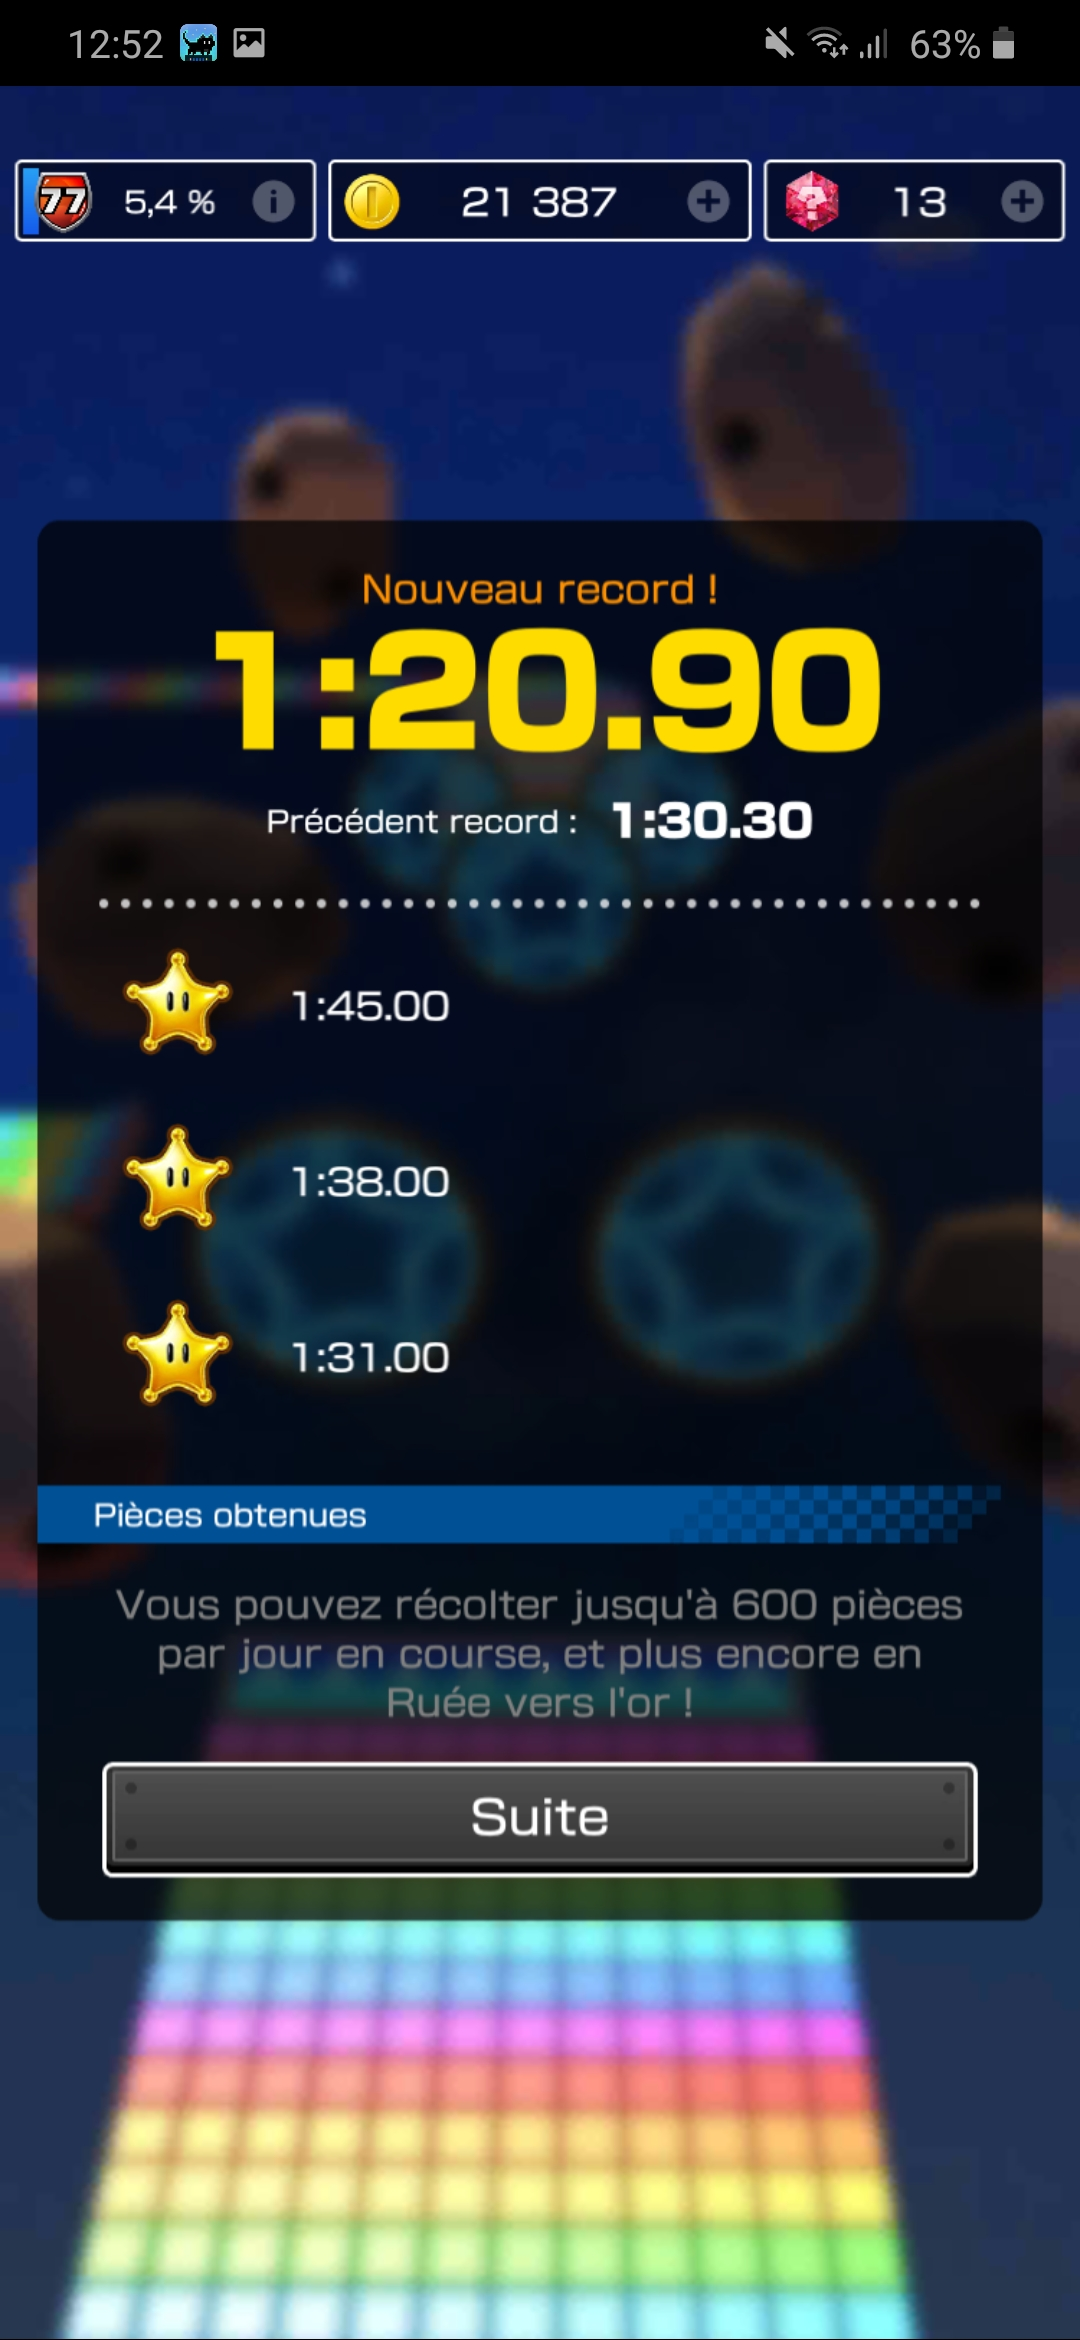 12:52
63%
77
5,4 %
i
21 387
+
?
13
+
Nouveau record !
1:20.90
Précédent record :
1:30.30
1:45.00
1:38.00
1:31.00
Pièces obtenues
Vous pouvez récolter jusqu'à 600 pièces
par jour en course, et plus encore en
Ruée vers l'or !
Suite